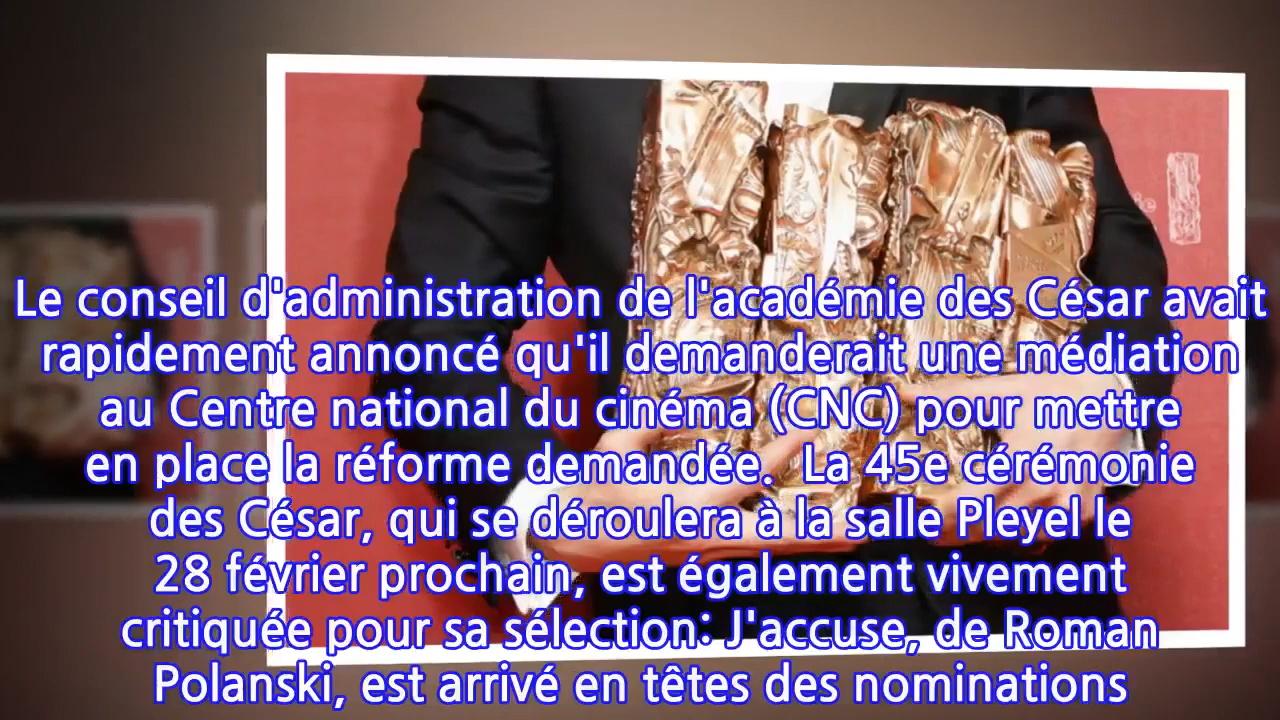 Le conseil d'administration de l'académie des César avait
rapidement annoncé qu'il demanderait une médiation
au Centre national du cinéma (CNC) pour mettre
en place la réforme demandée.  La 45e cérémonie
des César, qui se déroulera à la salle Pleyel le
28 février prochain, est également vivement
critiquée pour sa sélection: J'accuse, de Roman
Polanski, est arrivé en têtes des nominations